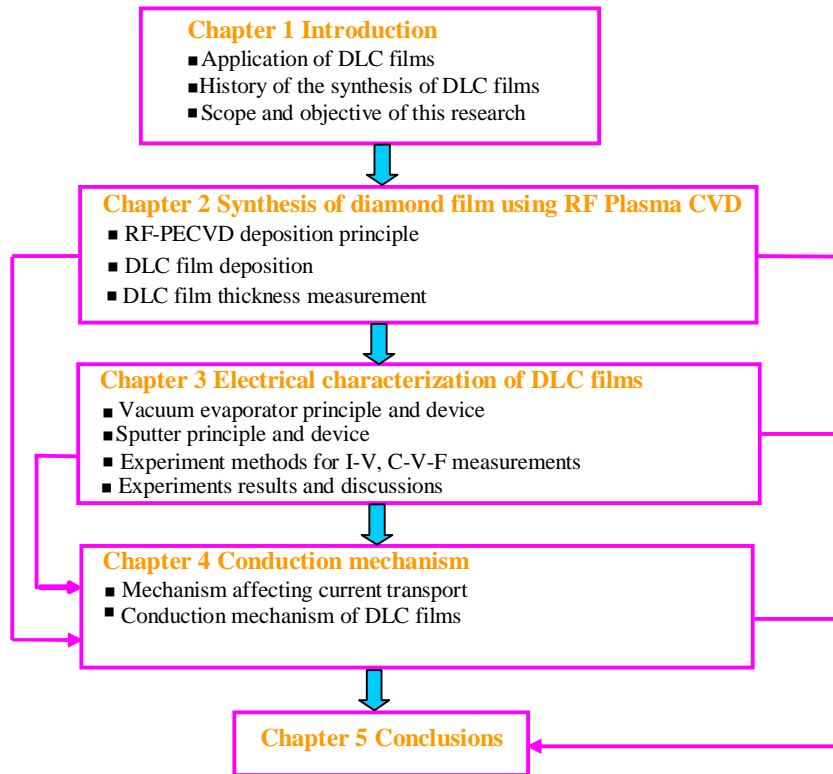 Chapter 1 Introduction
■ Application of DLC films
■ History of the synthesis of DLC films
■ Scope and objective of this research
Chapter 2 Synthesis of diamond film using RF Plasma CVD
■ RF-PECVD deposition principle
■ DLC film deposition
■ DLC film thickness measurement
Chapter 3 Electrical characterization of DLC films
■ Vacuum evaporator principle and device
■ Sputter principle and device
■ Experiment methods for I-V, C-V-F measurements
■ Experiments results and discussions
Chapter 4 Conduction mechanism
■ Mechanism affecting current transport
■ Conduction mechanism of DLC films
Chapter 5 Conclusions